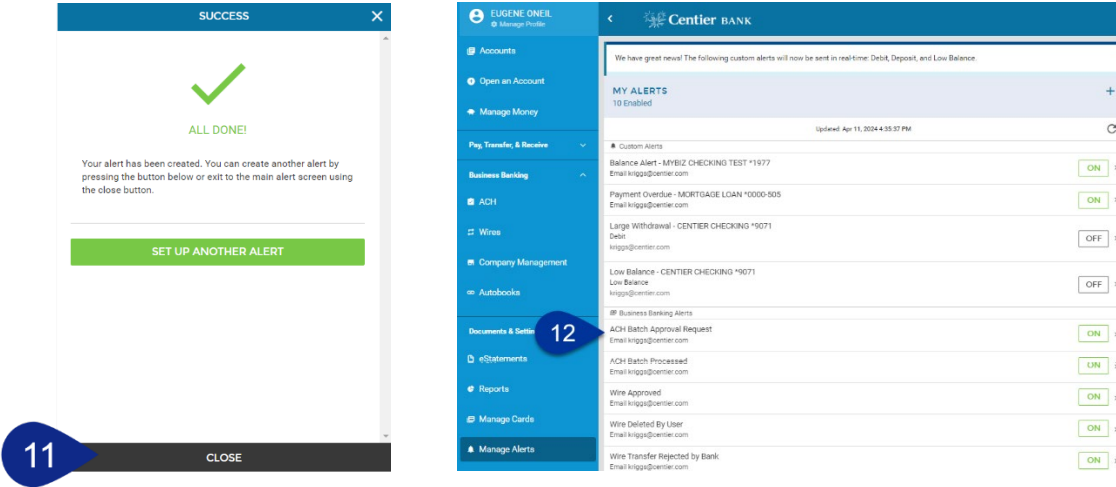 SUCCESS
ALL DONE!
Your alert has been created. You can create another alert by
pressing the button below or exit to the main alert screen using
the close button.
SET UP ANOTHER ALERT
11
CLOSE
EUGENE ONEIL
Manage Profile
Accounts
Open an Account
Manage Money
Pay, Transfer, & Receive
Business Banking
ACH
Wires
Company Management
Autobooks
Documents & Settin
12
eStatements
Reports
Manage Cards
Manage Alerts
Centier BANK
We have great news! The following custom alerts will now be sent in real-time: Debit, Deposit, and Low Balance.
MY ALERTS
10 Enabled
Updated: Apr 11, 2024 4:35:37 PM
Custom Alerts
Balance Alert - MYBIZ CHECKING TEST *1977
Email kriggs@centier.com
ON
Payment Overdue - MORTGAGE LOAN *0000-505
Email kriggs@centier.com
ON
Large Withdrawal - CENTIER CHECKING *9071
Debit
kriggs@centier.com
OFF
Low Balance - CENTIER CHECKING *9071
Low Balance
kriggs@centier.com
OFF
Business Banking Alerts
ACH Batch Approval Request
Email kriggs@centier.com
ON
ACH Batch Processed
Email kriggs@centier.com
ON
Wire Approved
Email kriggs@centier.com
ON
Wire Deleted By User
Email kriggs@centier.com
ON
Wire Transfer Rejected by Bank
Email kriggs@centier.com
ON